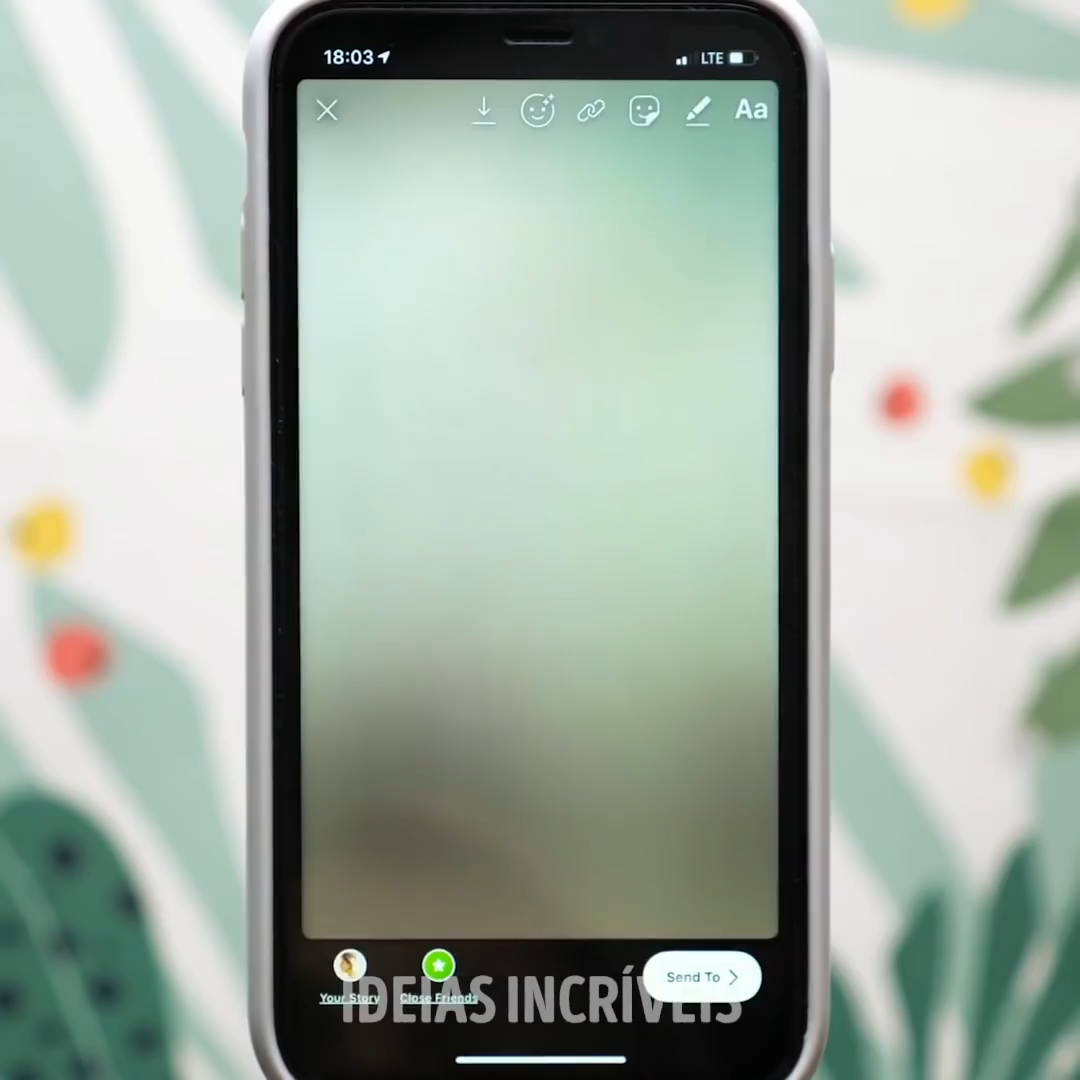 18:03
LTE
Aa
Your Story
Close Friends
Send To
IDEIAS INCRÍVEIS